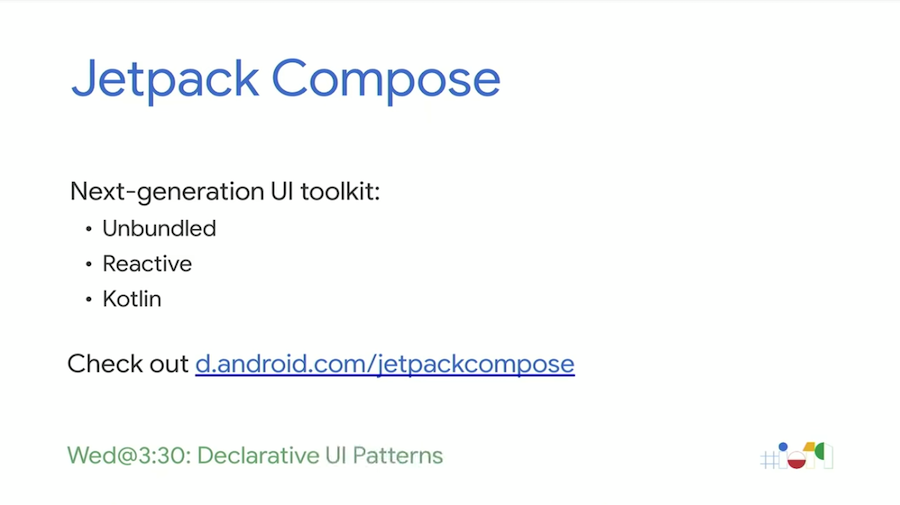 Jetpack Compose
Next-generation UI toolkit:
• Unbundled
• Reactive
• Kotlin
Check out d.android.com/jetpackcompose
Wed@3:30: Declarative UI Patterns
#io19